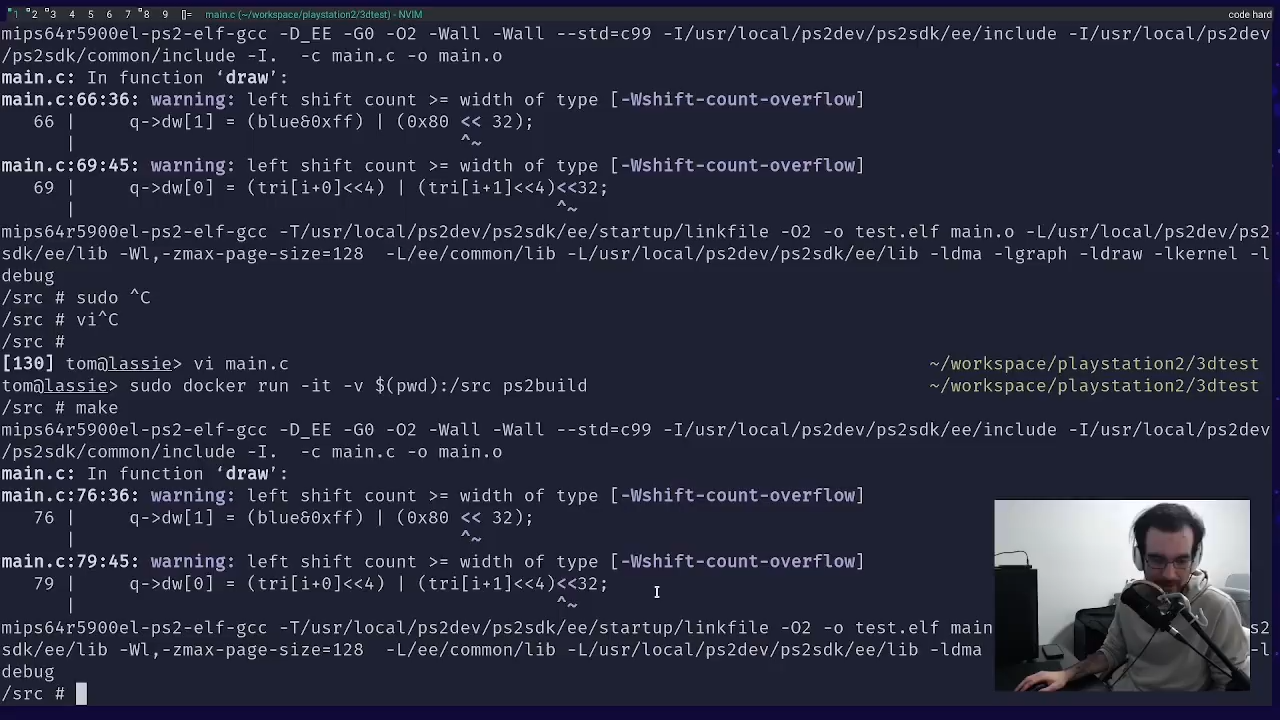 1 2 3 4 5 6 7 8 9 []= main.c (~/workspace/playstation2/3dtest) - NVIM code hard
mips64r5900el-ps2-elf-gcc -D_EE -G0 -O2 -Wall -Wall --std=c99 -I/usr/local/ps2dev/ps2sdk/ee/include -I/usr/local/ps2dev
/ps2sdk/common/include -I.  -c main.c -o main.o
main.c: In function ‘draw’:
main.c:66:36: warning: left shift count >= width of type [-Wshift-count-overflow]
66 |     q->dw[1] = (blue&0xff) | (0x80 << 32);
|                                    ^~
main.c:69:45: warning: left shift count >= width of type [-Wshift-count-overflow]
69 |     q->dw[0] = (tri[i+0]<<4) | (tri[i+1]<<4)<<32;
|                                             ^~
mips64r5900el-ps2-elf-gcc -T/usr/local/ps2dev/ps2sdk/ee/startup/linkfile -O2 -o test.elf main.o -L/usr/local/ps2dev/ps2
sdk/ee/lib -Wl,-zmax-page-size=128  -L/ee/common/lib -L/usr/local/ps2dev/ps2sdk/ee/lib -ldma -lgraph -ldraw -lkernel -l
debug
/src # sudo ^C
/src # vi^C
/src #
[130] tom@lassie> vi main.c ~/workspace/playstation2/3dtest
tom@lassie> sudo docker run -it -v $(pwd):/src ps2build ~/workspace/playstation2/3dtest
/src # make
mips64r5900el-ps2-elf-gcc -D_EE -G0 -O2 -Wall -Wall --std=c99 -I/usr/local/ps2dev/ps2sdk/ee/include -I/usr/local/ps2dev
/ps2sdk/common/include -I.  -c main.c -o main.o
main.c: In function ‘draw’:
main.c:76:36: warning: left shift count >= width of type [-Wshift-count-overflow]
76 |     q->dw[1] = (blue&0xff) | (0x80 << 32);
|                                    ^~
main.c:79:45: warning: left shift count >= width of type [-Wshift-count-overflow]
79 |     q->dw[0] = (tri[i+0]<<4) | (tri[i+1]<<4)<<32;
|                                             ^~
mips64r5900el-ps2-elf-gcc -T/usr/local/ps2dev/ps2sdk/ee/startup/linkfile -O2 -o test.elf main s2
sdk/ee/lib -Wl,-zmax-page-size=128  -L/ee/common/lib -L/usr/local/ps2dev/ps2sdk/ee/lib -ldma -l
debug
/src #